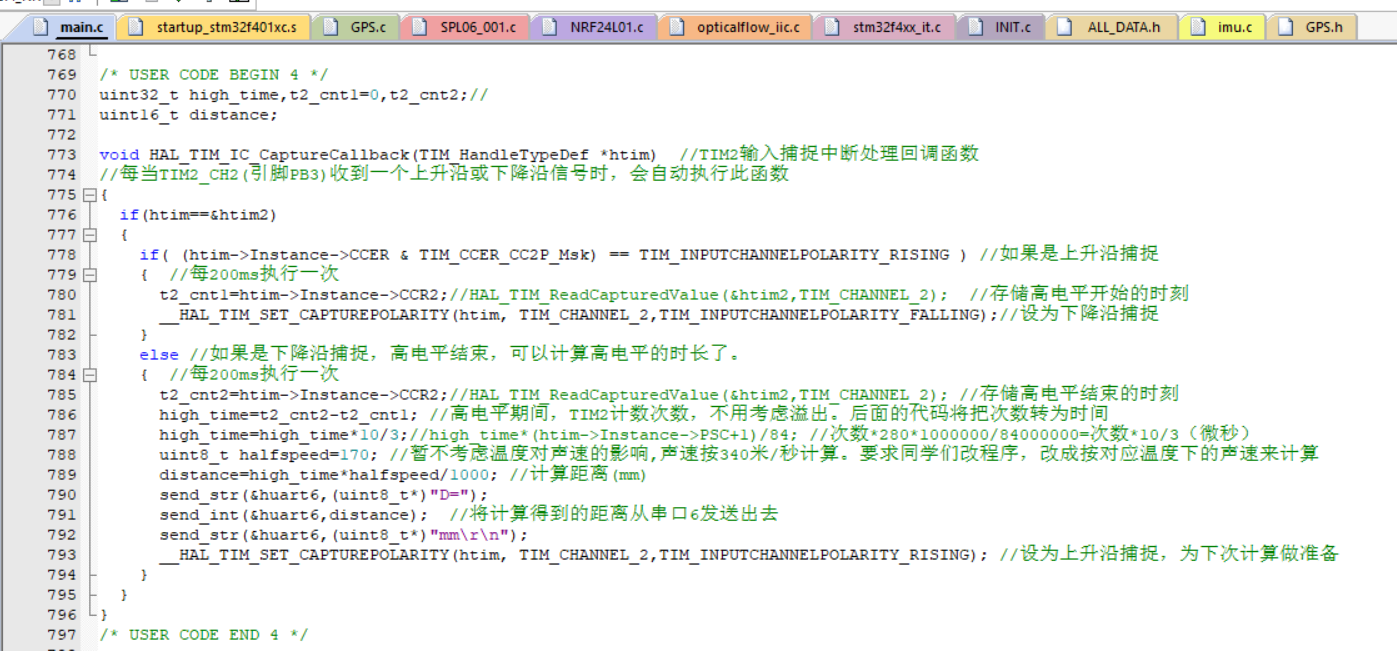 main.c startup_stm32f401xc.s GPS.c SPL06_001.c NRF24L01.c opticalflow_iic.c stm32f4xx_it.c INIT.c ALL_DATA.h imu.c GPS.h
768
769 /* USER CODE BEGIN 4 */
770 uint32_t high_time,t2_cnt1=0,t2_cnt2;//
771 uint16_t distance;
772
773 void HAL_TIM_IC_CaptureCallback(TIM_HandleTypeDef *htim) //TIM2输入捕捉中断处理回调函数
774 //每当TIM2_CH2(引脚PB3)收到一个上升沿或下降沿信号时，会自动执行此函数
775 {
776 if(htim==&htim2)
777 {
778 if( (htim->Instance->CCER & TIM_CCER_CC2P_Msk) == TIM_INPUTCHANNELPOLARITY_RISING ) //如果是上升沿捕捉
779 { //每200ms执行一次
780 t2_cnt1=htim->Instance->CCR2;//HAL_TIM_ReadCapturedValue(&htim2,TIM_CHANNEL_2); //存储高电平开始的时刻
781 __HAL_TIM_SET_CAPTUREPOLARITY(htim, TIM_CHANNEL_2,TIM_INPUTCHANNELPOLARITY_FALLING);//设为下降沿捕捉
782 }
783 else //如果是下降沿捕捉，高电平结束，可以计算高电平的时长了。
784 { //每200ms执行一次
785 t2_cnt2=htim->Instance->CCR2;//HAL_TIM_ReadCapturedValue(&htim2,TIM_CHANNEL_2); //存储高电平结束的时刻
786 high_time=t2_cnt2-t2_cnt1; //高电平期间，TIM2计数次数，不用考虑溢出。后面的代码将把次数转为时间
787 high_time=high_time*10/3;//high_time*(htim->Instance->PSC+1)/84; //次数*280*1000000/84000000=次数*10/3（微秒）
788 uint8_t halfspeed=170; //暂不考虑温度对声速的影响,声速按340米/秒计算。要求同学们改程序，改成按对应温度下的声速来计算
789 distance=high_time*halfspeed/1000; //计算距离(mm)
790 send_str(&huart6,(uint8_t*)"D=");
791 send_int(&huart6,distance); //将计算得到的距离从串口6发送出去
792 send_str(&huart6,(uint8_t*)"mm\r\n");
793 __HAL_TIM_SET_CAPTUREPOLARITY(htim, TIM_CHANNEL_2,TIM_INPUTCHANNELPOLARITY_RISING); //设为上升沿捕捉，为下次计算做准备
794 }
795 }
796 }
797 /* USER CODE END 4 */